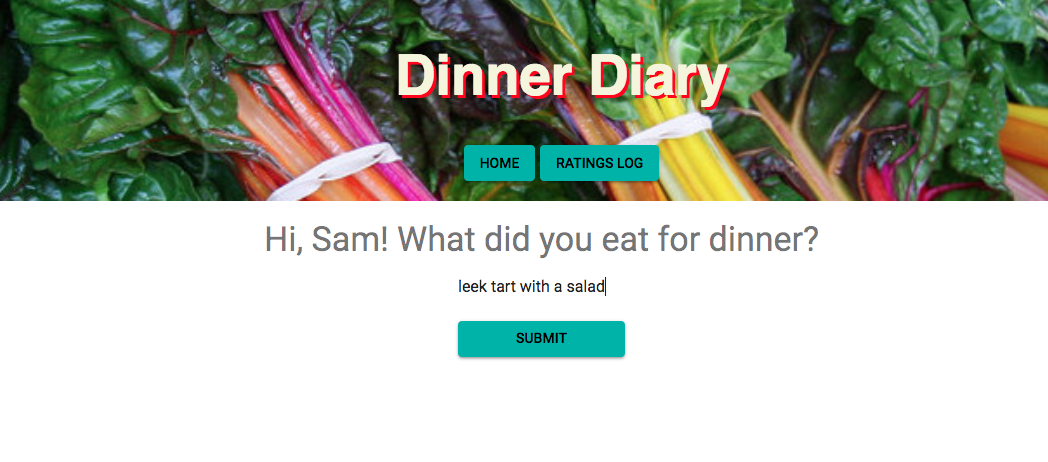 Dinner Diary
HOME RATINGS LOG
Hi, Sam! What did you eat for dinner?
leek tart with a salad
SUBMIT